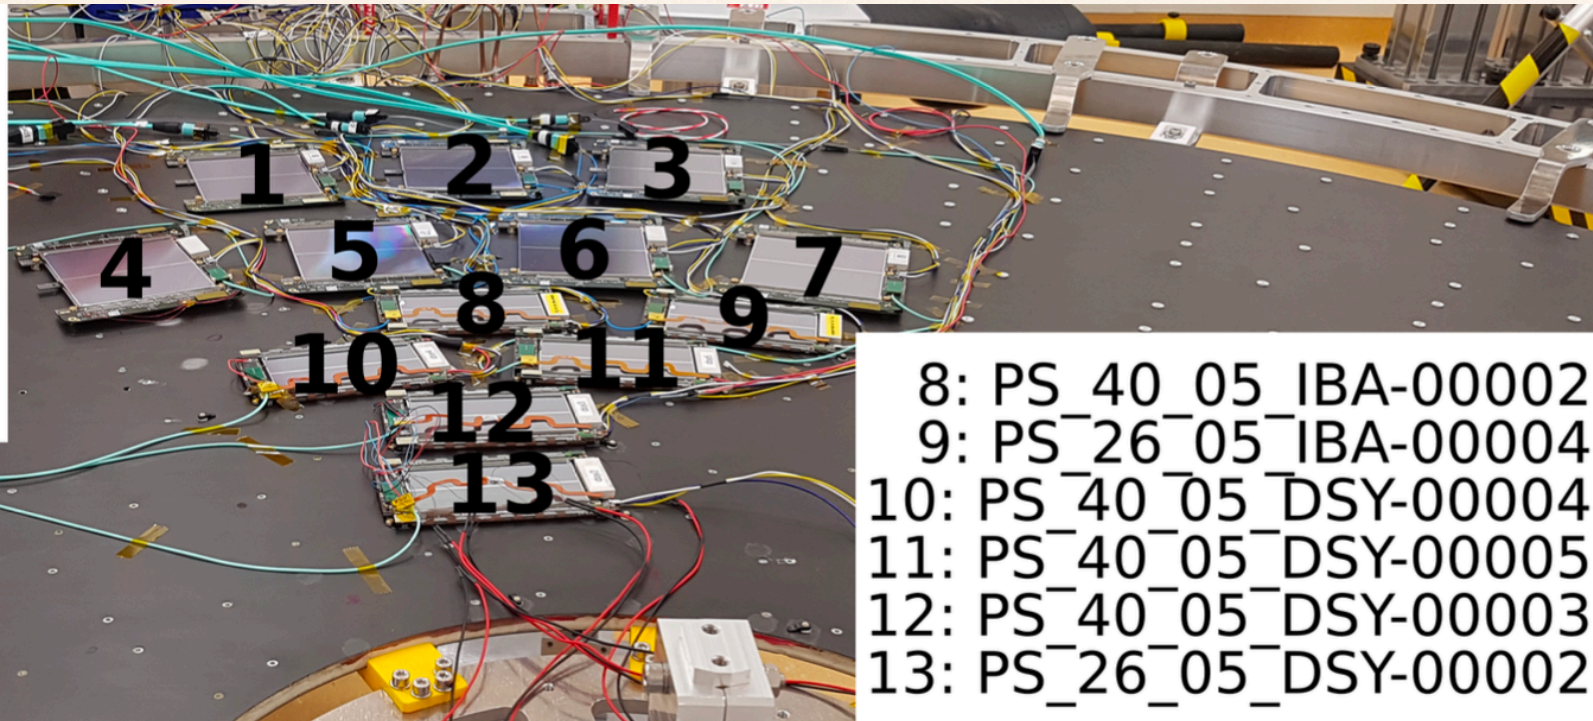 1
2
3
4
5
6
7
8
9
10
11
12
13
8: PS_40_05_IBA-00002
9: PS_26_05_IBA-00004
10: PS_40_05_DSY-00004
11: PS_40_05_DSY-00005
12: PS_40_05_DSY-00003
13: PS_26_05_DSY-00002